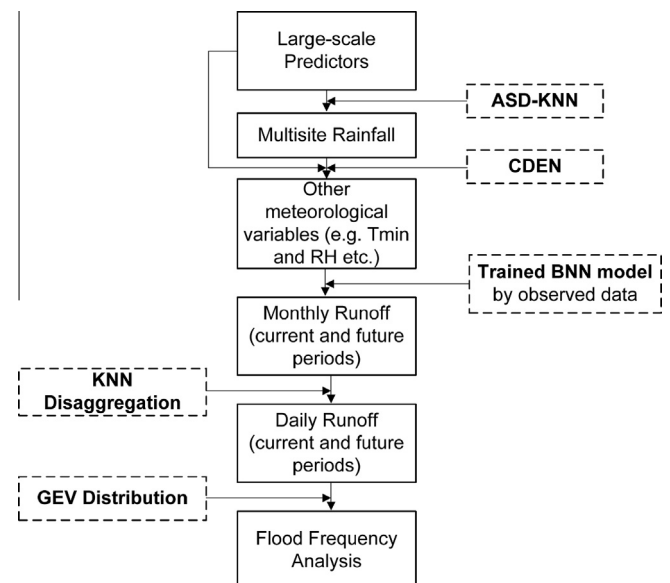 Large-scale
Predictors
ASD-KNN
Multisite Rainfall
CDEN
Other
meteorological
variables (e.g. Tmin
and RH etc.)
Trained BNN model
by observed data
Monthly Runoff
(current and future
periods)
KNN
Disaggregation
Daily Runoff
(current and future
periods)
GEV Distribution
Flood Frequency
Analysis